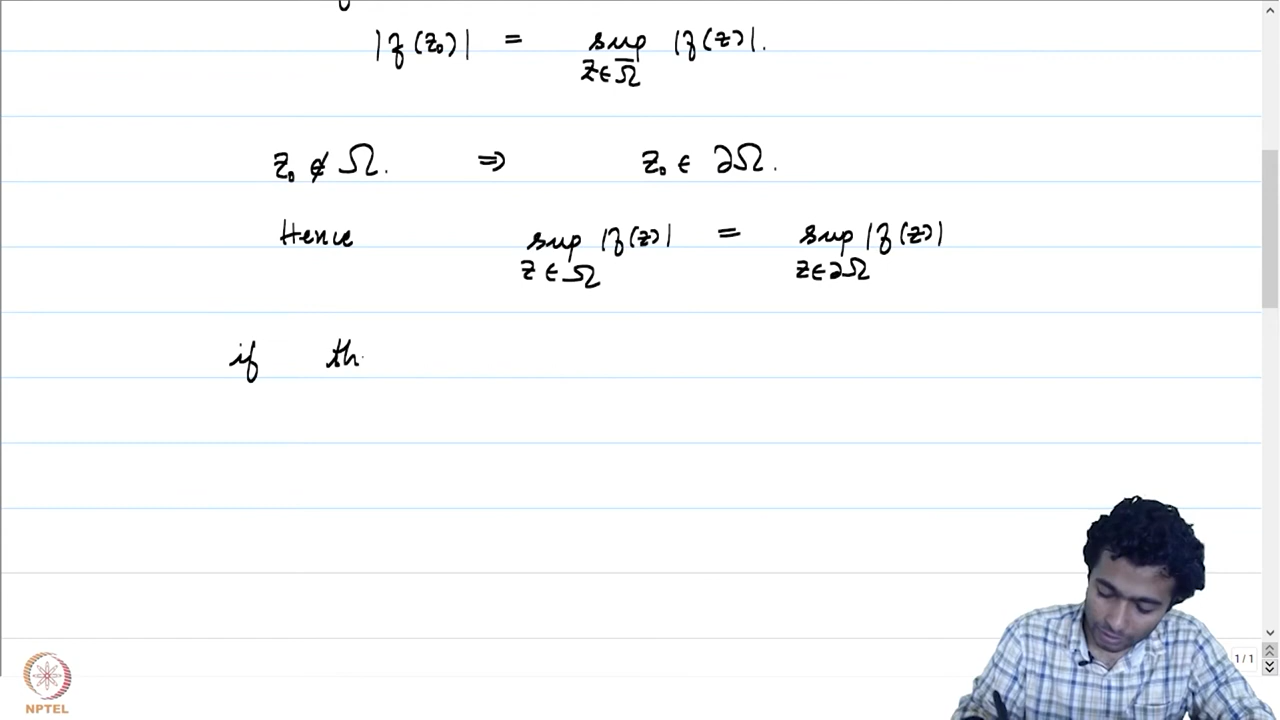 |f(z₀)| = sup |f(z)|.
z∈Ω̅
z₀ ∉ Ω. ⇒ z₀ ∈ ∂Ω.
Hence sup |f(z)| = sup |f(z)|
z∈Ω z∈∂Ω
if th
1/1
NPTEL